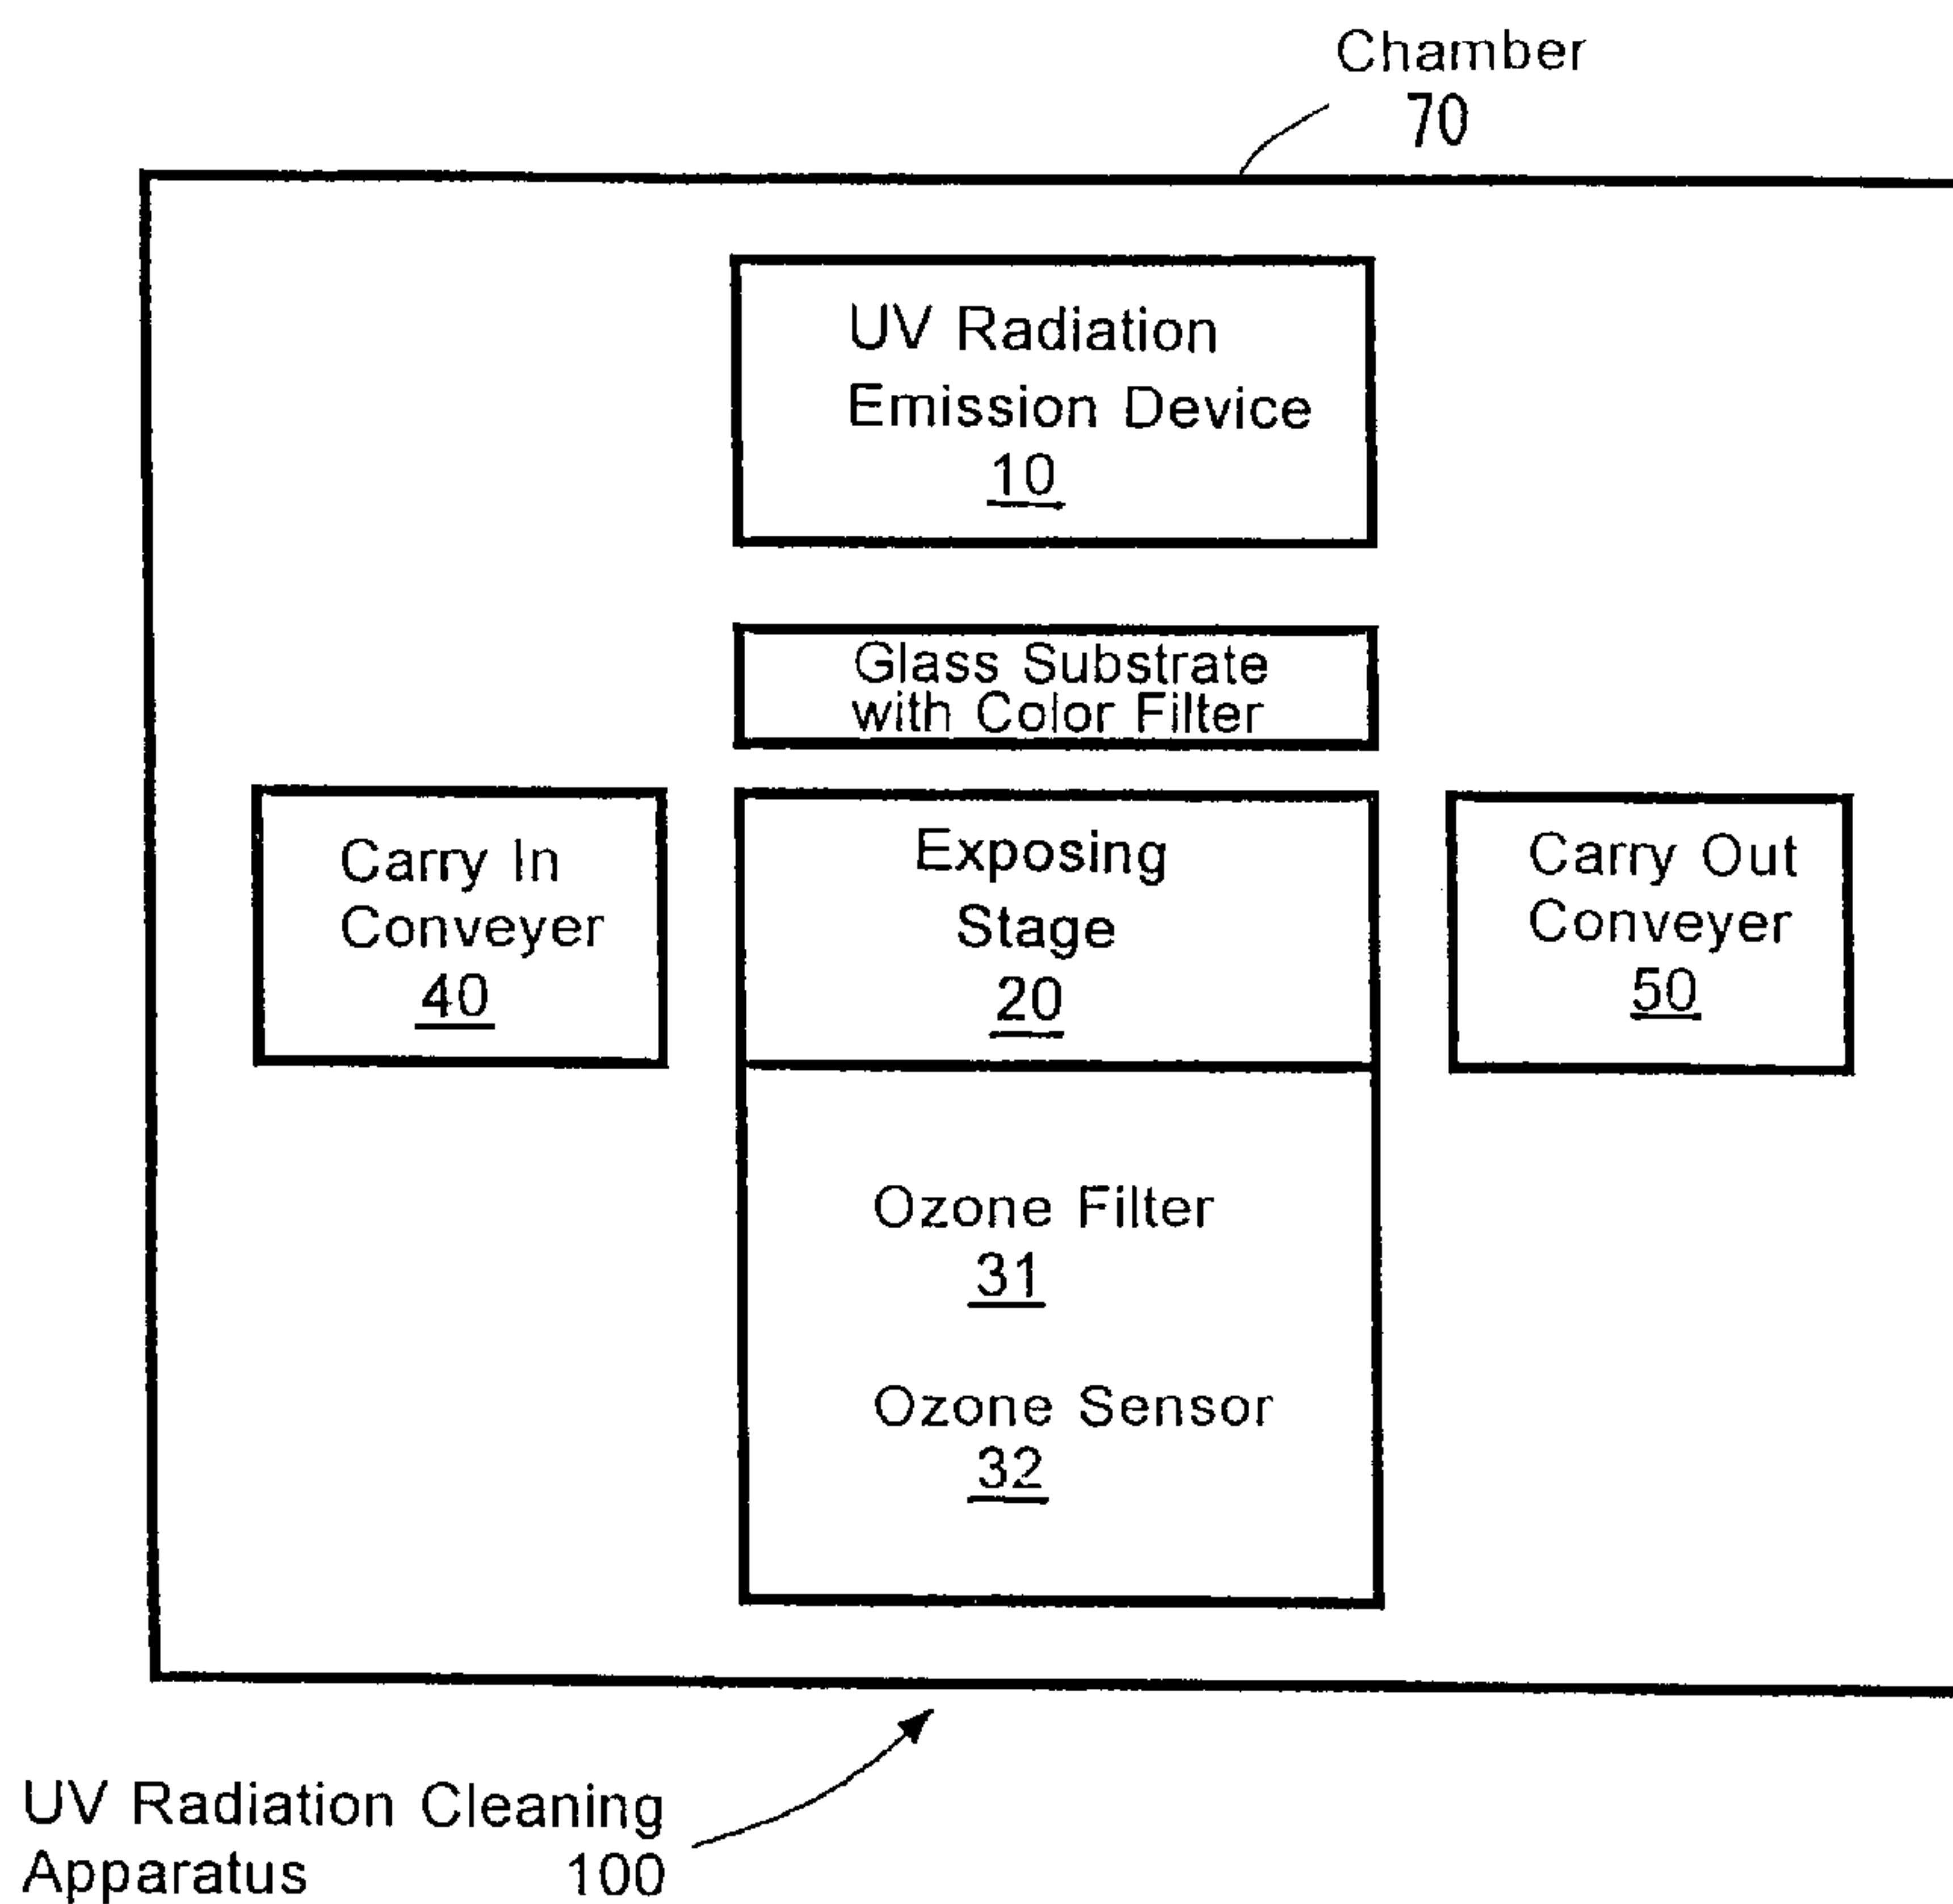 Chamber
70
UV Radiation
Emission Device
10
Glass Substrate
with Color Filter
Carry In
Conveyer
40
Exposing
Stage
20
Carry Out
Conveyer
50
Ozone Filter
31
Ozone Sensor
32
UV Radiation Cleaning
Apparatus 100